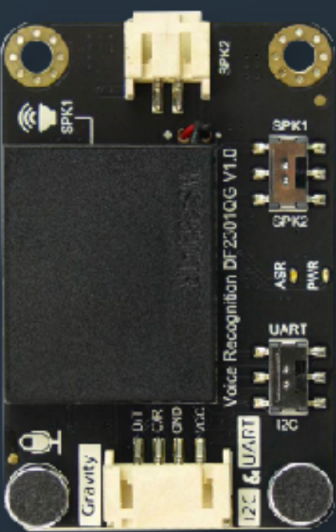 SPK2
SPK1
SPK1
SPK2
Voice Recognition DF2301QG V1.0
ASR
PWR
UART
I2C
D/T
C/R
GND
VCC
Gravity
I2C & UART